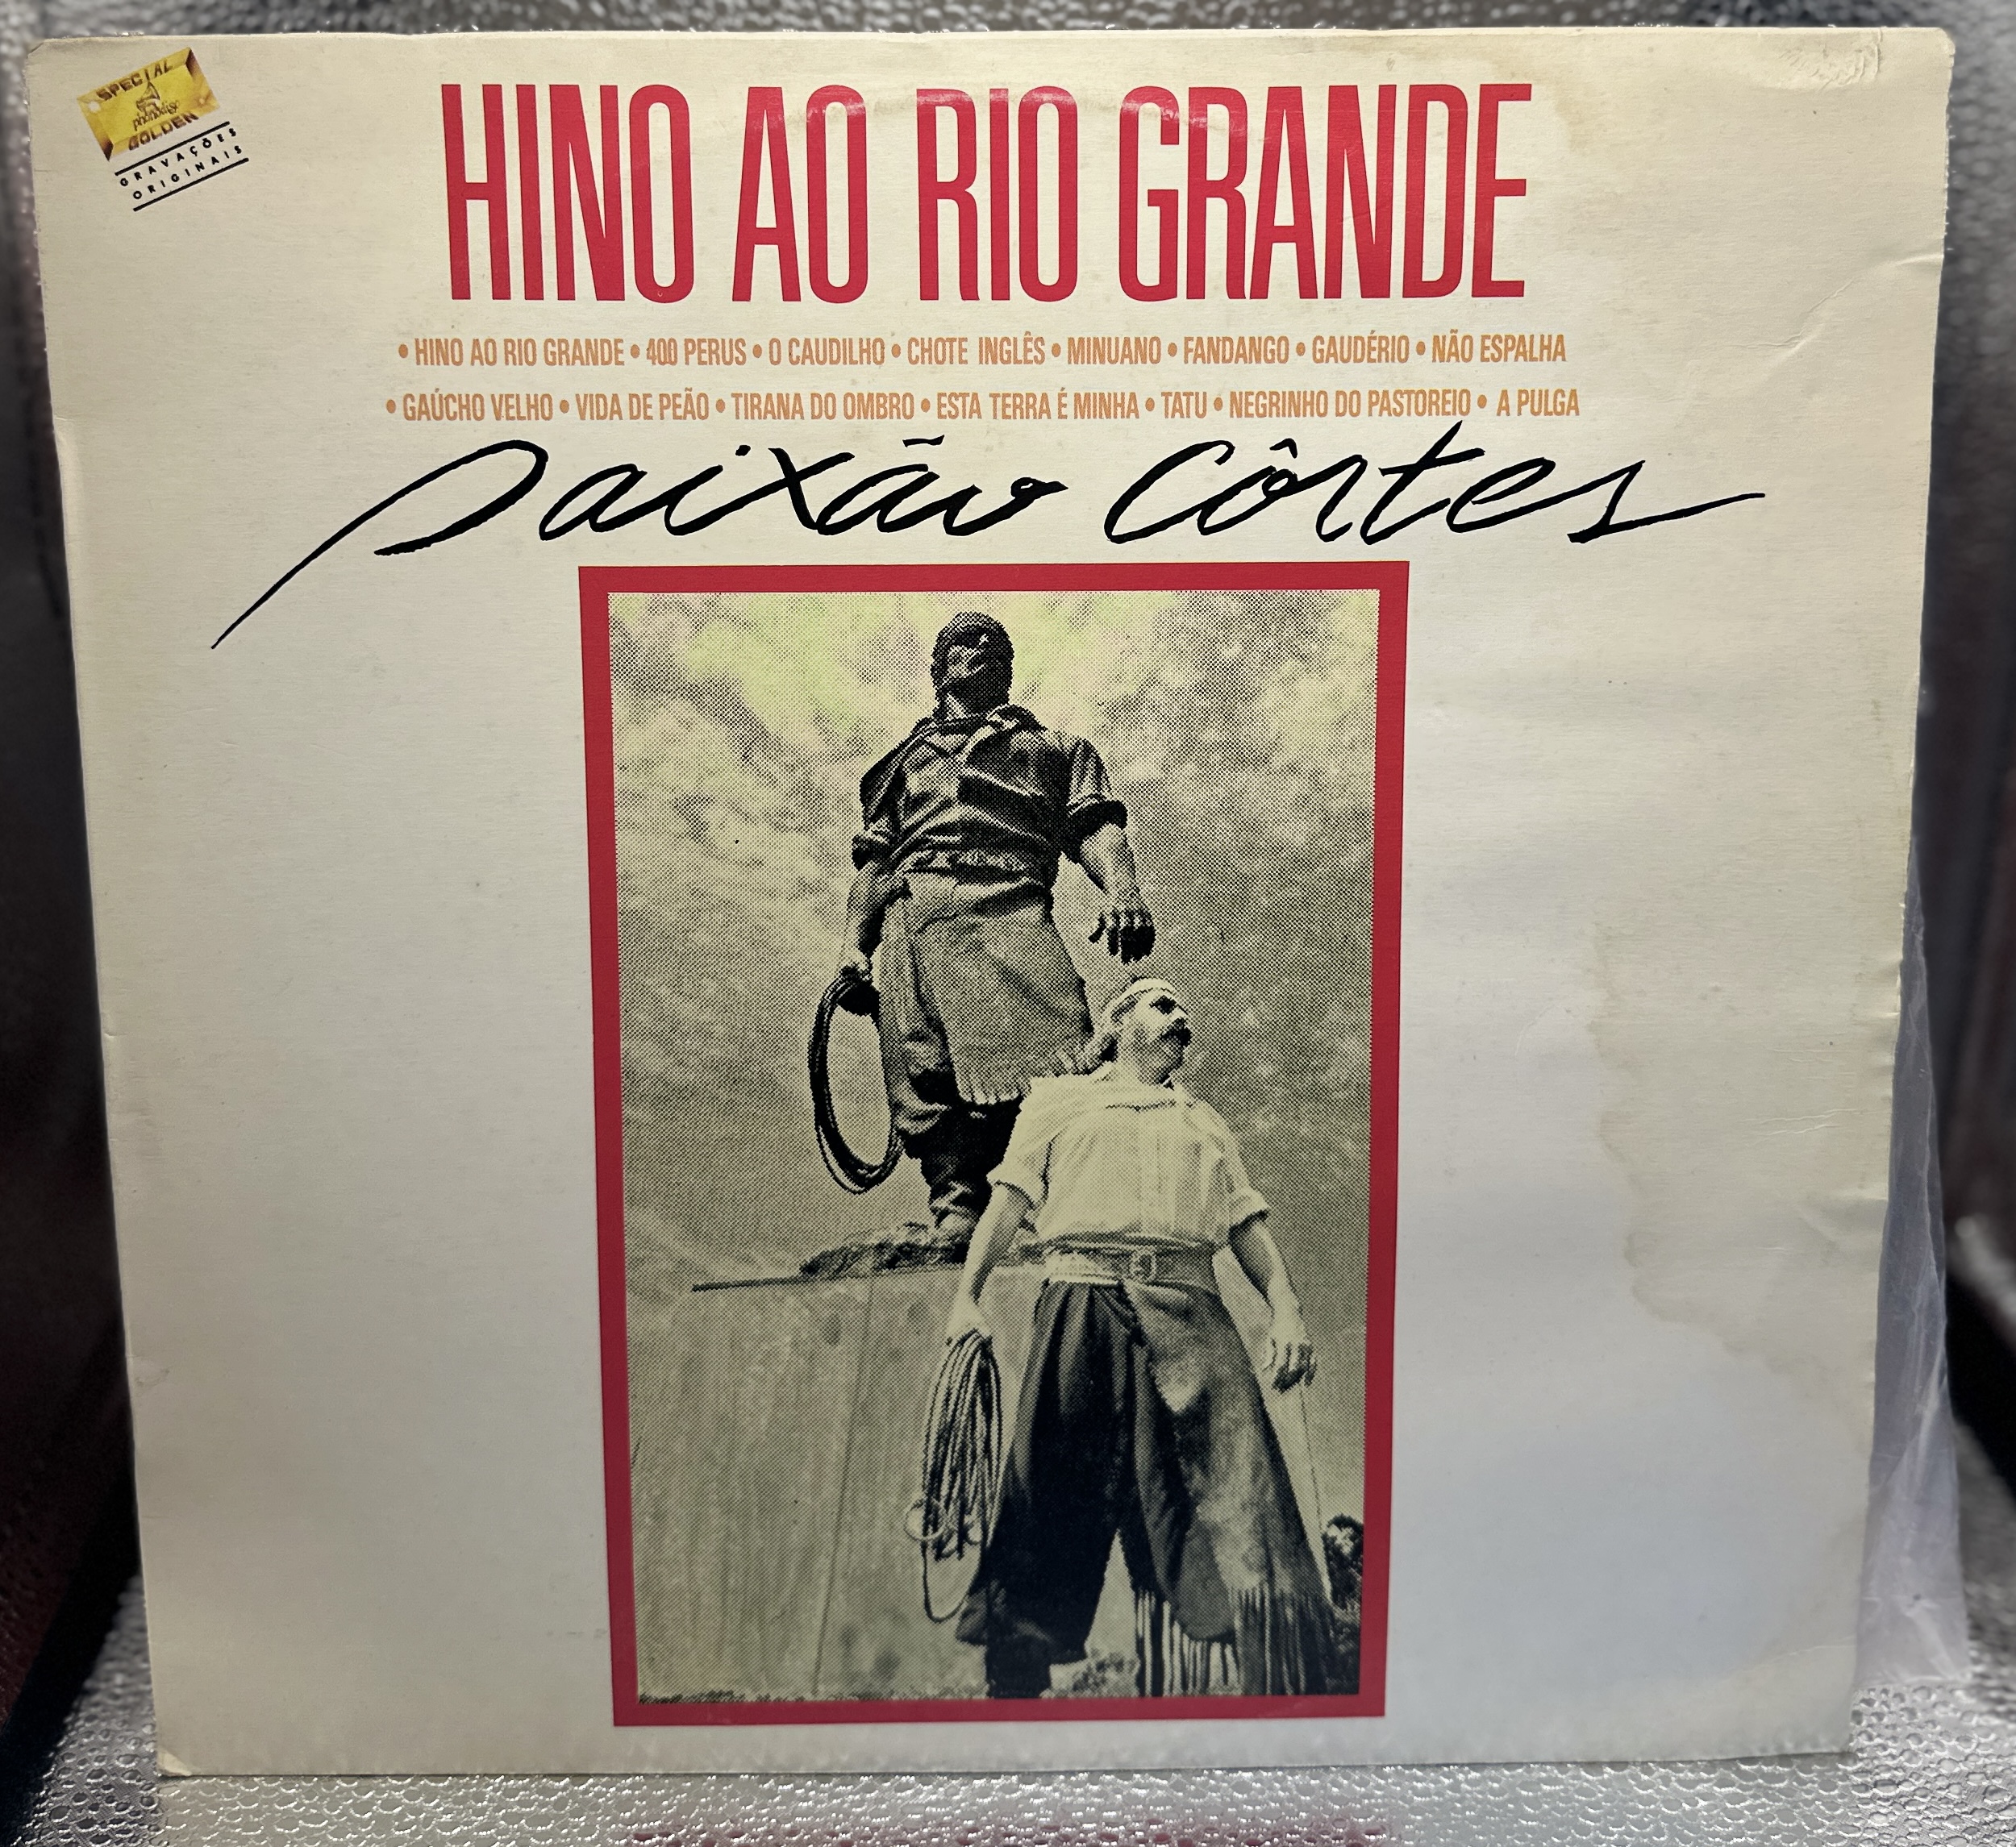 SPECIAL
phonodisc
GOLDEN
GRAVAÇÕES
ORIGINAIS
HINO AO RIO GRANDE
• HINO AO RIO GRANDE • 400 PERUS • O CAUDILHO • CHOTE INGLÊS • MINUANO • FANDANGO • GAUDÉRIO • NÃO ESPALHA
• GAÚCHO VELHO • VIDA DE PEÃO • TIRANA DO OMBRO • ESTA TERRA É MINHA • TATU • NEGRINHO DO PASTOREIO • A PULGA
Paixão Côrtes